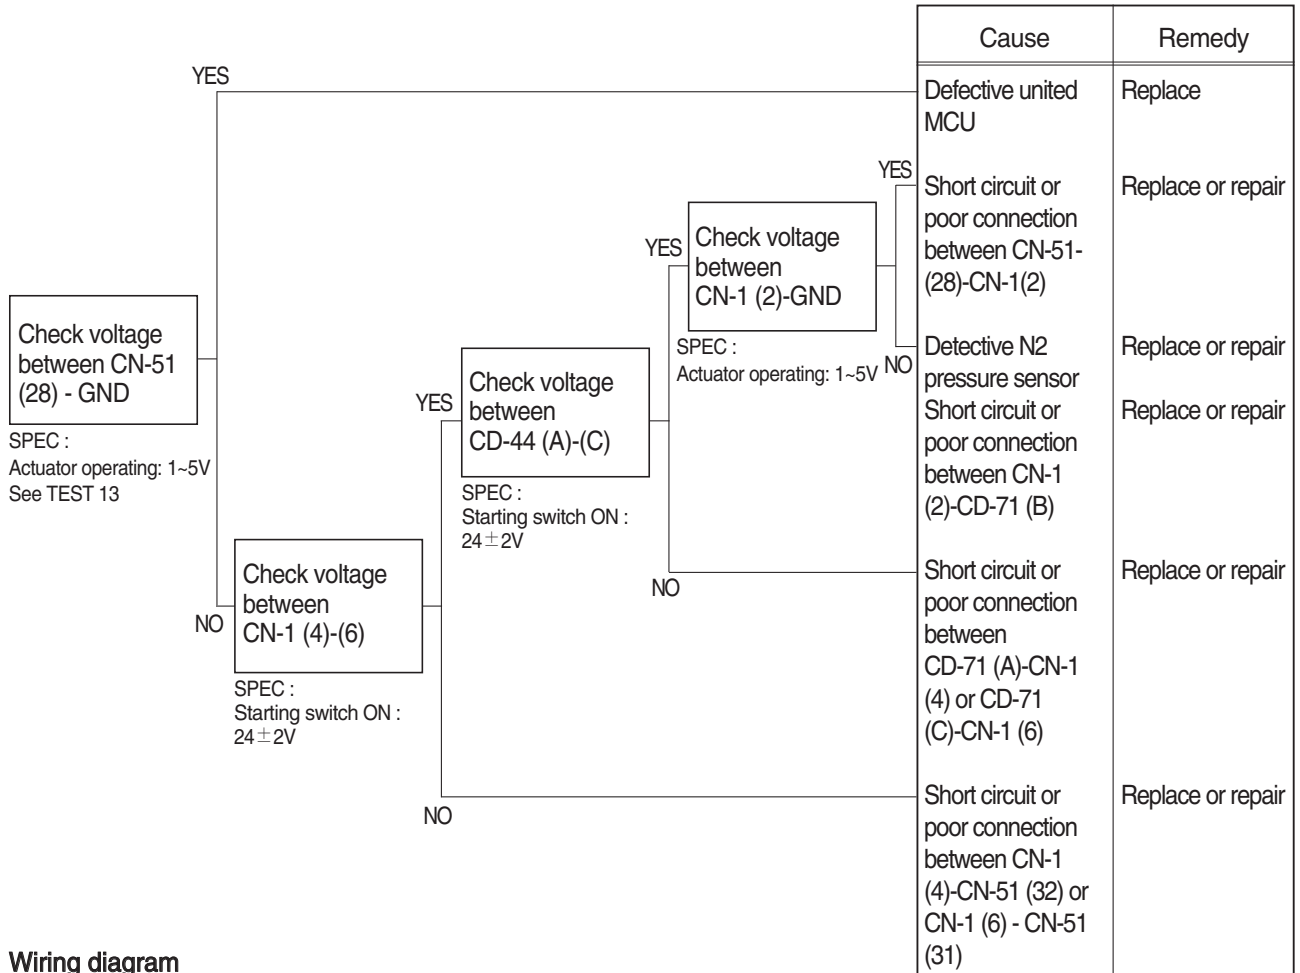 Cause
Remedy
YES
Defective united
MCU
Replace
YES
Short circuit or
poor connection
between CN-51-
(28)-CN-1(2)
Replace or repair
YES
Check voltage
between
CN-1 (2)-GND
SPEC :
Actuator operating: 1~5V
NO
Detective N2
pressure sensor
Replace or repair
Short circuit or
poor connection
between CN-1
(2)-CD-71 (B)
Replace or repair
Check voltage
between CN-51
(28) - GND
SPEC :
Actuator operating: 1~5V
See TEST 13
YES
Check voltage
between
CD-44 (A)-(C)
SPEC :
Starting switch ON :
24±2V
NO
Short circuit or
poor connection
between
CD-71 (A)-CN-1
(4) or CD-71
(C)-CN-1 (6)
Replace or repair
NO
Check voltage
between
CN-1 (4)-(6)
SPEC :
Starting switch ON :
24±2V
NO
Short circuit or
poor connection
between CN-1
(4)-CN-51 (32) or
CN-1 (6) - CN-51
(31)
Replace or repair
Wiring diagram